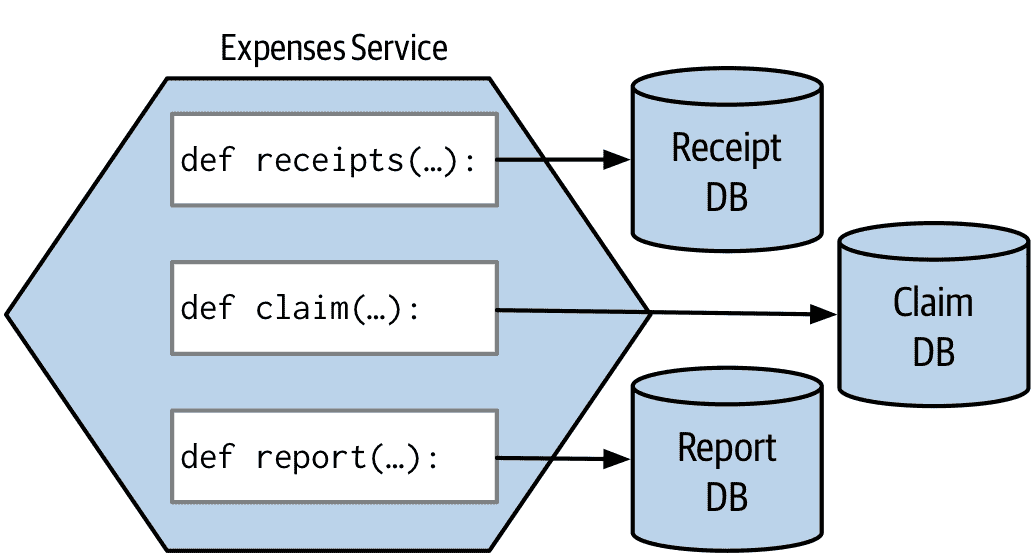 Expenses Service
def receipts(…):
Receipt
DB
def claim(…):
Claim
DB
def report(…):
Report
DB